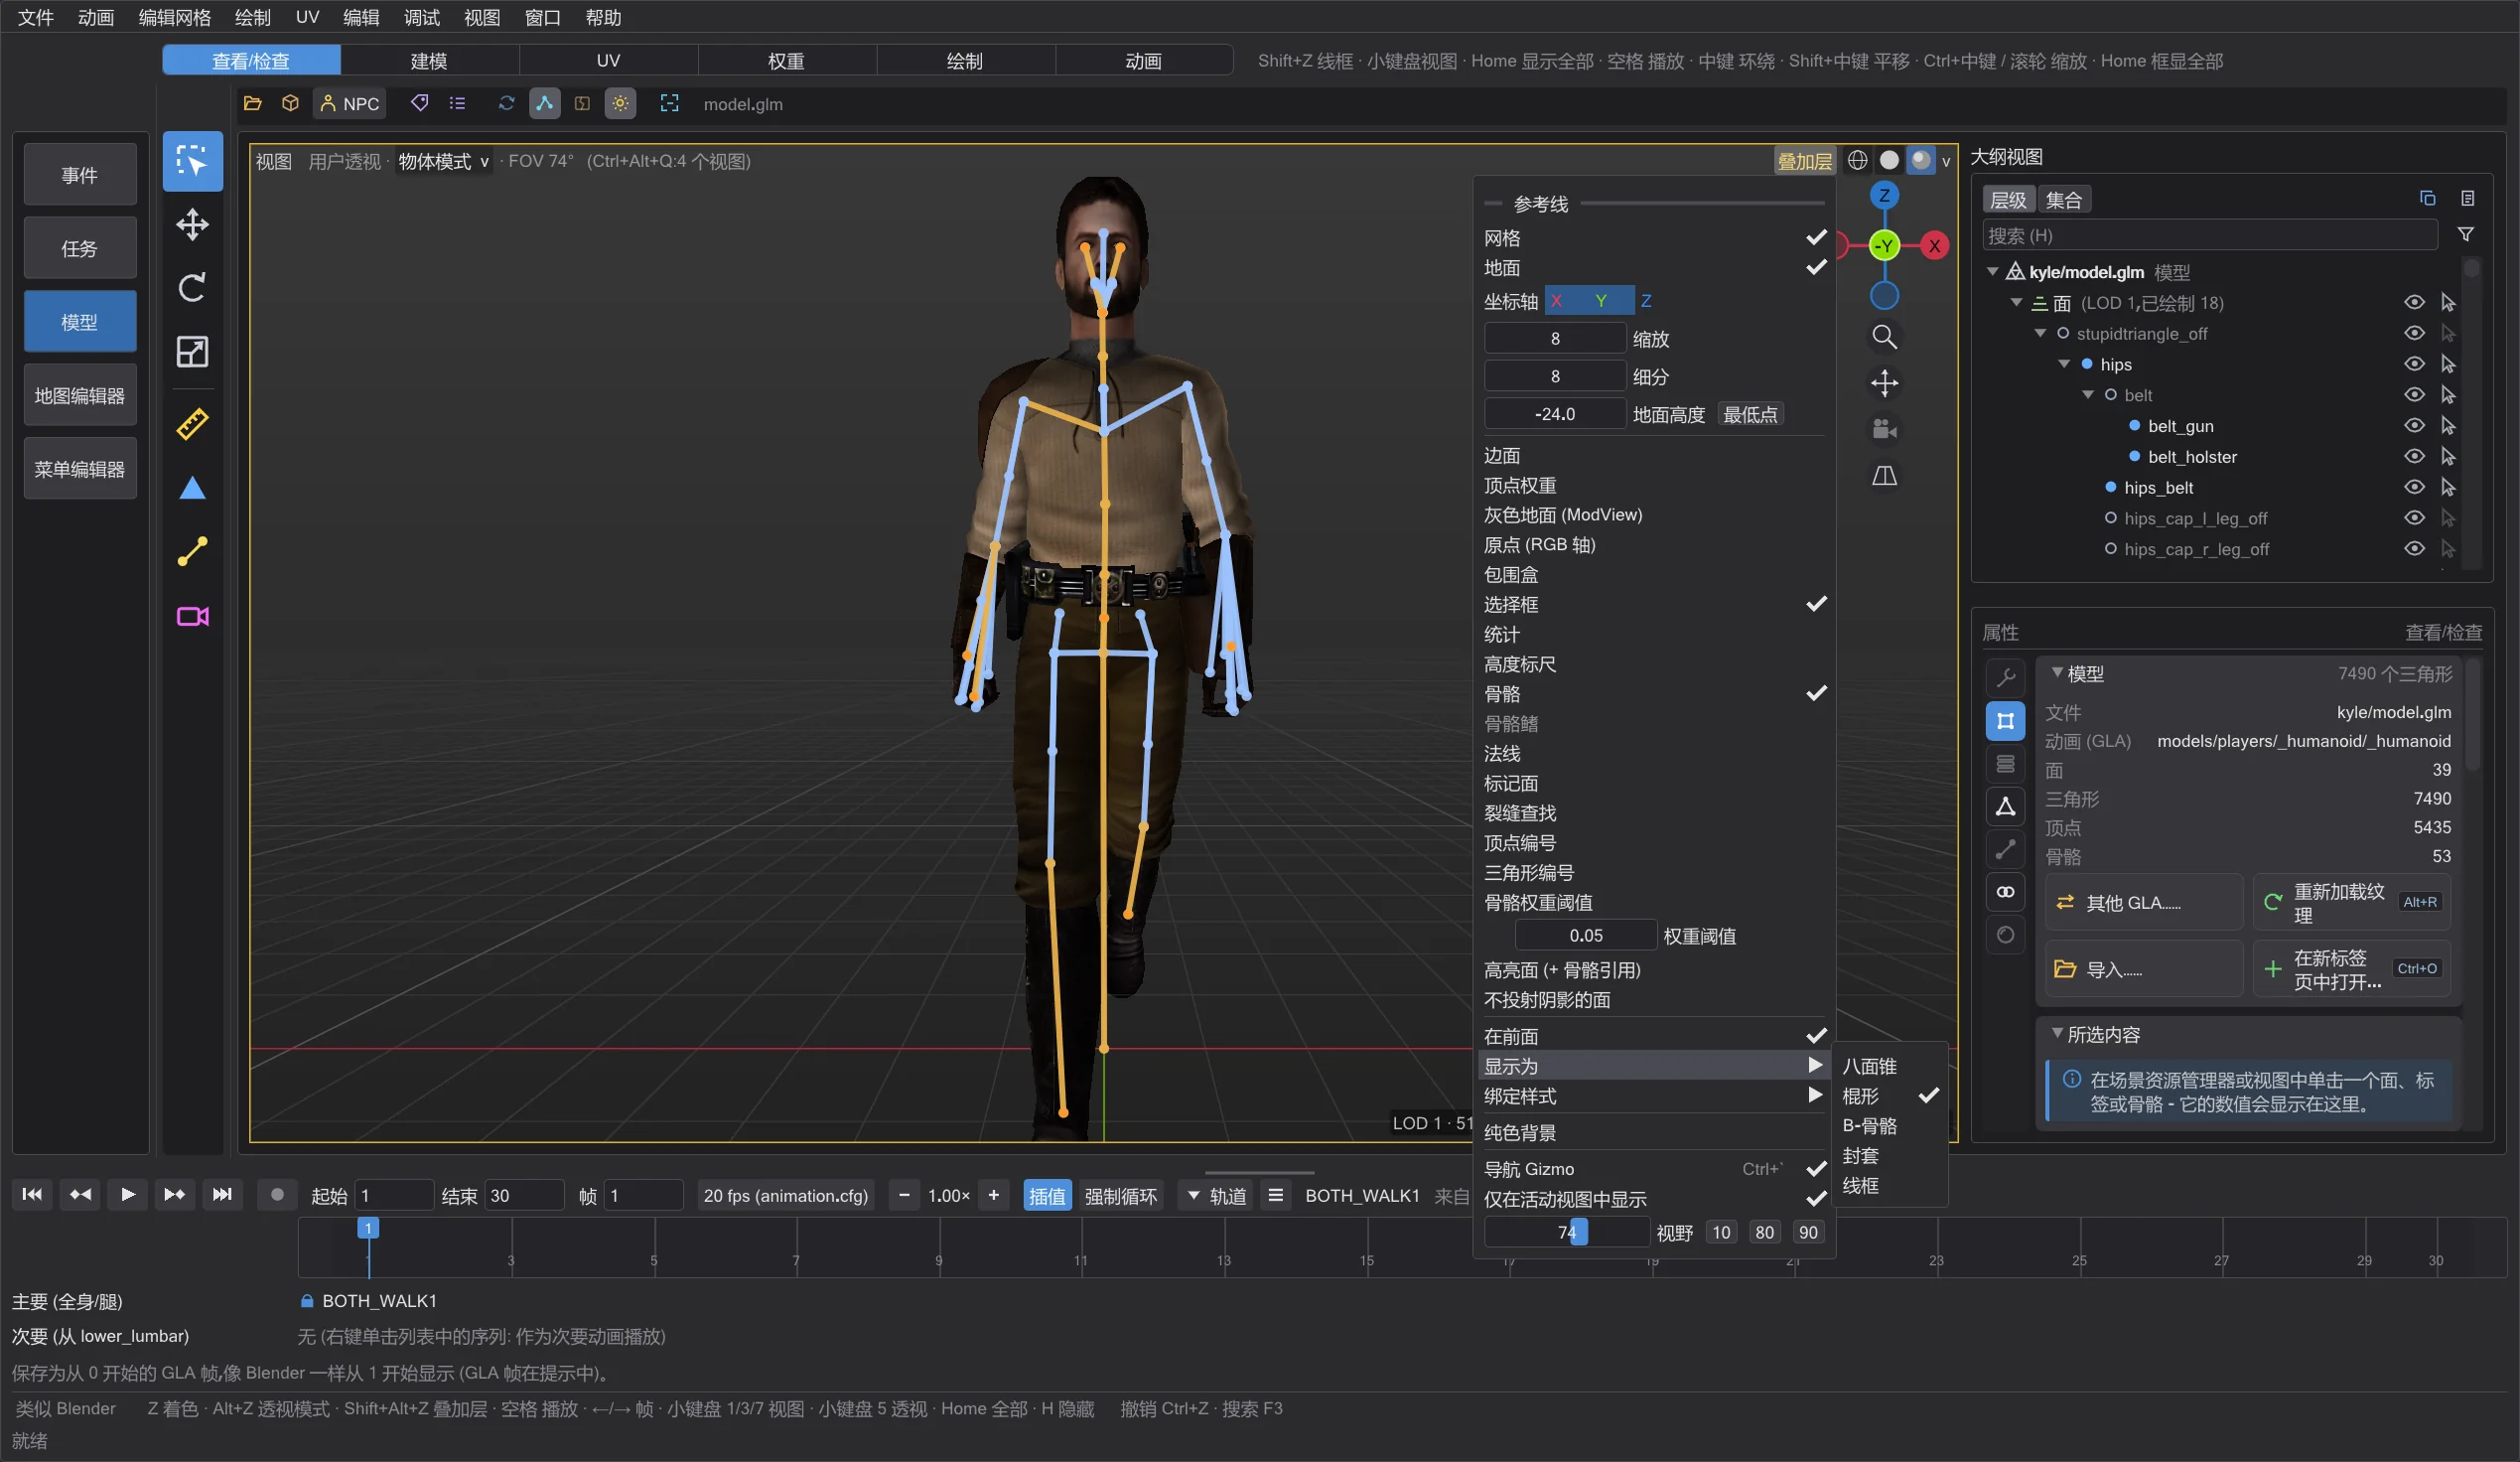 文件 动画 编辑网格 绘制 UV 编辑 调试 视图 窗口 帮助
查看/检查 建模 UV 权重 绘制 动画 Shift+Z 线框 · 小键盘视图 · Home 显示全部 · 空格 播放 · 中键 环绕 · Shift+中键 平移 · Ctrl+中键 / 滚轮 缩放 · Home 框显全部
NPC model.glm
事件
任务
模型
地图编辑器
菜单编辑器
视图 用户透视 · 物体模式 v · FOV 74° (Ctrl+Alt+Q:4 个视图)
叠加层 v
Z
-Y
X
参考线
网格
地面
坐标轴 X Y Z
8 缩放
8 细分
-24.0 地面高度 最低点
边面
顶点权重
灰色地面 (ModView)
原点 (RGB 轴)
包围盒
选择框
统计
高度标尺
骨骼
骨骼鳍
法线
标记面
裂缝查找
顶点编号
三角形编号
骨骼权重阈值
0.05 权重阈值
高亮面 (+ 骨骼引用)
不投射阴影的面
在前面
显示为
绑定样式
纯色背景
导航 Gizmo Ctrl+`
仅在活动视图中显示
74 视野 10 80 90
八面锥
棍形
B-骨骼
封套
线框
LOD 1 · 51
大纲视图
层级 集合
搜索 (H)
kyle/model.glm 模型
面 (LOD 1,已绘制 18)
stupidtriangle_off
hips
belt
belt_gun
belt_holster
hips_belt
hips_cap_l_leg_off
hips_cap_r_leg_off
属性 查看/检查
模型 7490 个三角形
文件 kyle/model.glm
动画 (GLA) models/players/_humanoid/_humanoid
面 39
三角形 7490
顶点 5435
骨骼 53
其他 GLA......
重新加载纹
理
Alt+R
导入......
在新标签
页中打开...
Ctrl+O
所选内容
在场景资源管理器或视图中单击一个面、标
签或骨骼 - 它的数值会显示在这里。
起始 1 结束 30 帧 1 20 fps (animation.cfg) − 1.00× + 插值 强制循环 轨道 BOTH_WALK1 来自
1
1 3 5 7 9 11 13 15 17 19 21 23 25 27 29 30
主要 (全身/腿) BOTH_WALK1
次要 (从 lower_lumbar) 无 (右键单击列表中的序列: 作为次要动画播放)
保存为从 0 开始的 GLA 帧,像 Blender 一样从 1 开始显示 (GLA 帧在提示中)。
类似 Blender Z 着色 · Alt+Z 透视模式 · Shift+Alt+Z 叠加层 · 空格 播放 · ←/→ 帧 · 小键盘 1/3/7 视图 · 小键盘 5 透视 · Home 全部 · H 隐藏 撤销 Ctrl+Z · 搜索 F3
就绪